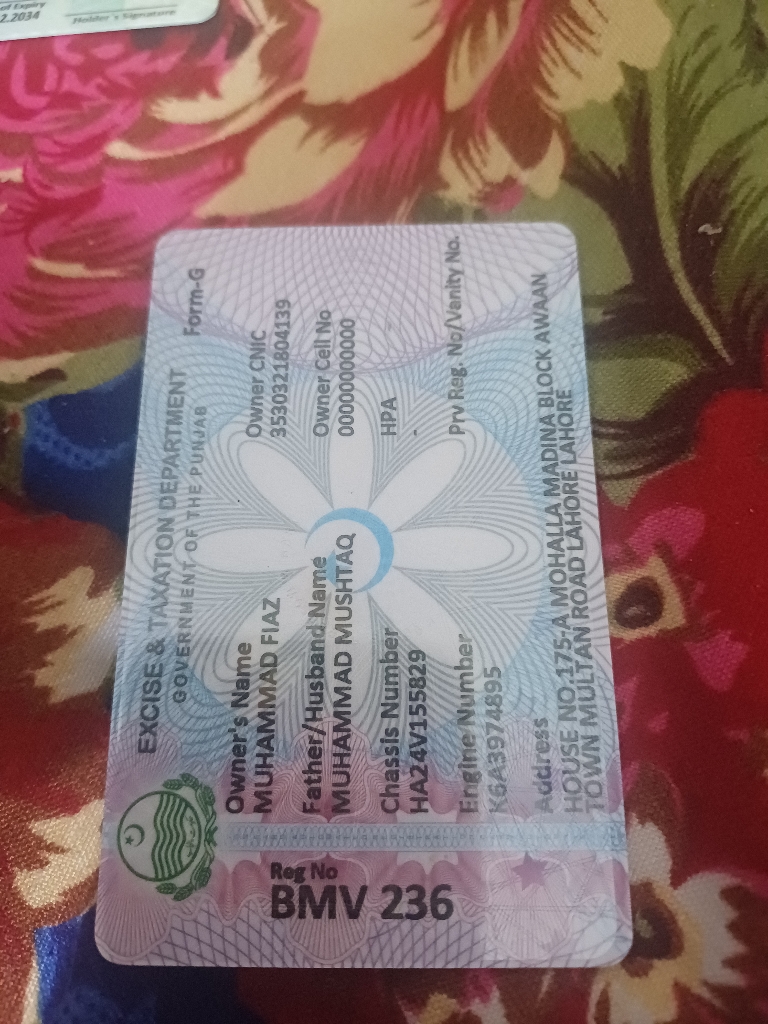 of Expiry
2.2034
Holder's Signature
EXCISE & TAXATION DEPARTMENT
Form-G
GOVERNMENT OF THE PUNJAB
Owner's Name
MUHAMMAD FIAZ
Owner CNIC
3530321804139
Father/Husband Name
MUHAMMAD MUSHTAQ
Owner Cell No
00000000000
Chassis Number
HA24V155829
HPA
-
Engine Number
K6A3974895
Prv Reg. No/Vanity No.
Address
HOUSE NO.175-A MOHALLA MADINA BLOCK AWAAN
TOWN MULTAN ROAD LAHORE LAHORE
Reg No
BMV 236